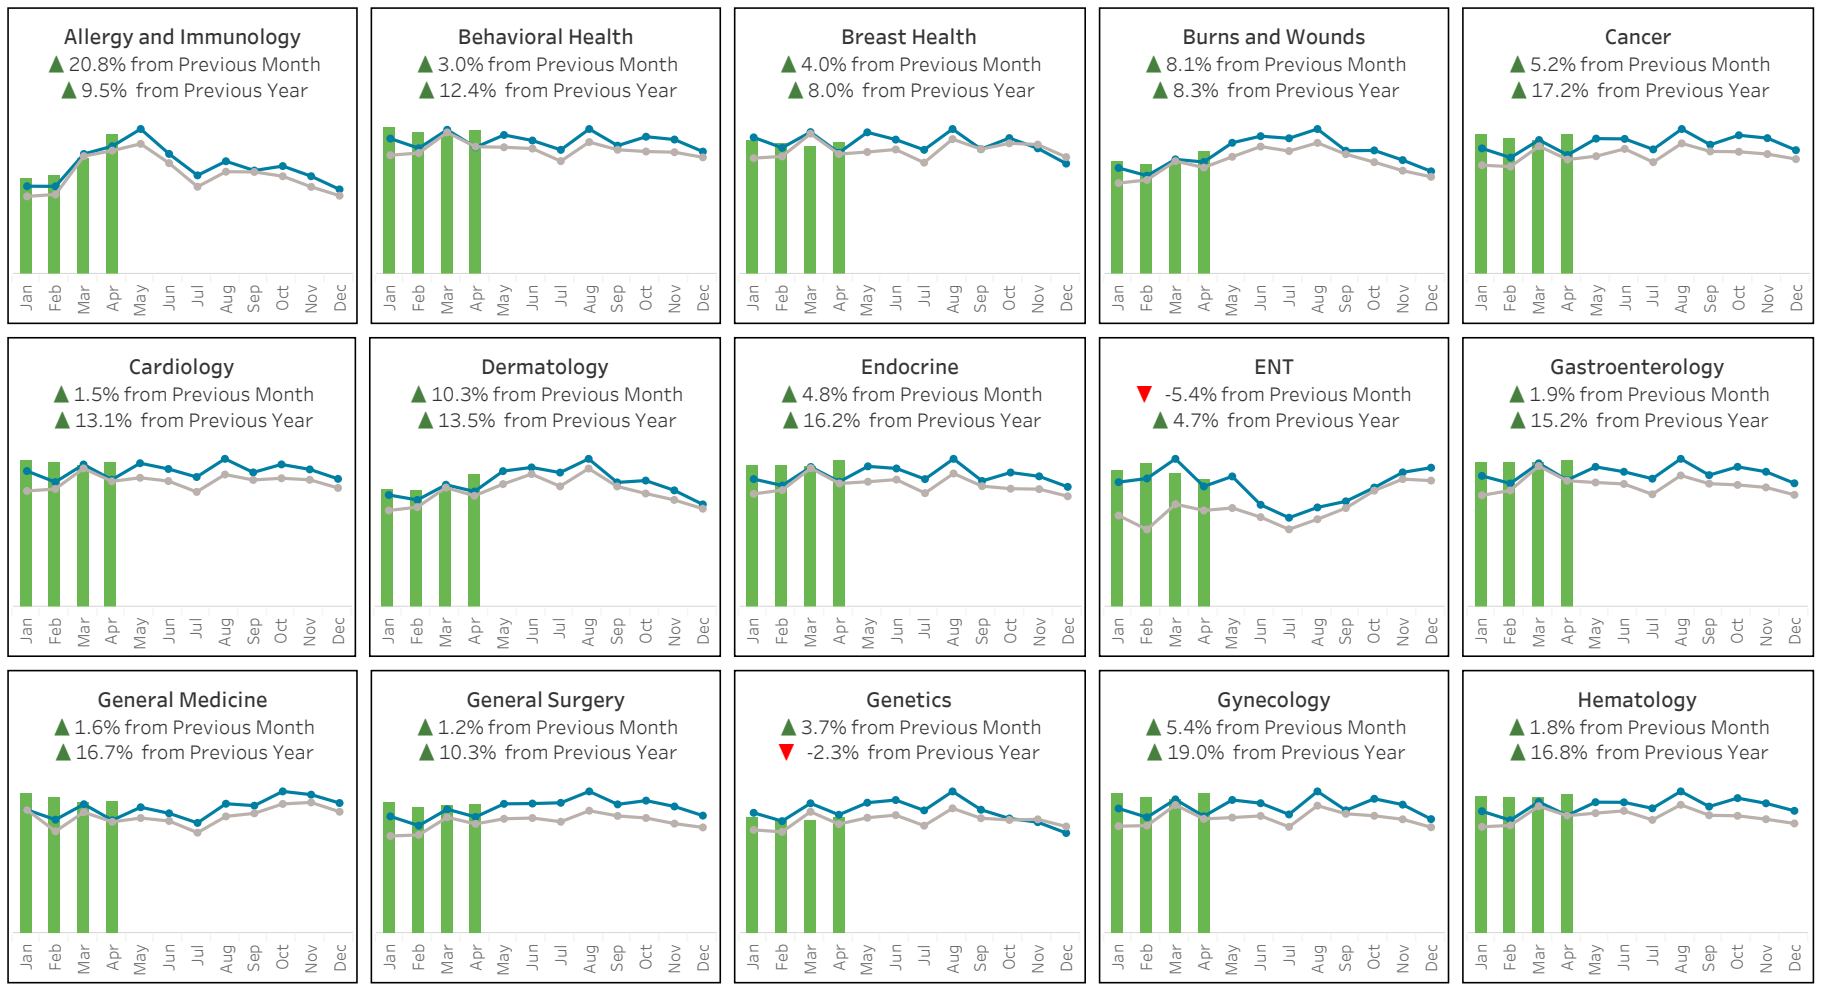 Allergy and Immunology
▲ 20.8% from Previous Month
▲ 9.5% from Previous Year
Jan Feb Mar Apr May Jun Jul Aug Sep Oct Nov Dec
Behavioral Health
▲ 3.0% from Previous Month
▲ 12.4% from Previous Year
Jan Feb Mar Apr May Jun Jul Aug Sep Oct Nov Dec
Breast Health
▲ 4.0% from Previous Month
▲ 8.0% from Previous Year
Jan Feb Mar Apr May Jun Jul Aug Sep Oct Nov Dec
Burns and Wounds
▲ 8.1% from Previous Month
▲ 8.3% from Previous Year
Jan Feb Mar Apr May Jun Jul Aug Sep Oct Nov Dec
Cancer
▲ 5.2% from Previous Month
▲ 17.2% from Previous Year
Jan Feb Mar Apr May Jun Jul Aug Sep Oct Nov Dec
Cardiology
▲ 1.5% from Previous Month
▲ 13.1% from Previous Year
Jan Feb Mar Apr May Jun Jul Aug Sep Oct Nov Dec
Dermatology
▲ 10.3% from Previous Month
▲ 13.5% from Previous Year
Jan Feb Mar Apr May Jun Jul Aug Sep Oct Nov Dec
Endocrine
▲ 4.8% from Previous Month
▲ 16.2% from Previous Year
Jan Feb Mar Apr May Jun Jul Aug Sep Oct Nov Dec
ENT
▼ -5.4% from Previous Month
▲ 4.7% from Previous Year
Jan Feb Mar Apr May Jun Jul Aug Sep Oct Nov Dec
Gastroenterology
▲ 1.9% from Previous Month
▲ 15.2% from Previous Year
Jan Feb Mar Apr May Jun Jul Aug Sep Oct Nov Dec
General Medicine
▲ 1.6% from Previous Month
▲ 16.7% from Previous Year
Jan Feb Mar Apr May Jun Jul Aug Sep Oct Nov Dec
General Surgery
▲ 1.2% from Previous Month
▲ 10.3% from Previous Year
Jan Feb Mar Apr May Jun Jul Aug Sep Oct Nov Dec
Genetics
▲ 3.7% from Previous Month
▼ -2.3% from Previous Year
Jan Feb Mar Apr May Jun Jul Aug Sep Oct Nov Dec
Gynecology
▲ 5.4% from Previous Month
▲ 19.0% from Previous Year
Jan Feb Mar Apr May Jun Jul Aug Sep Oct Nov Dec
Hematology
▲ 1.8% from Previous Month
▲ 16.8% from Previous Year
Jan Feb Mar Apr May Jun Jul Aug Sep Oct Nov Dec